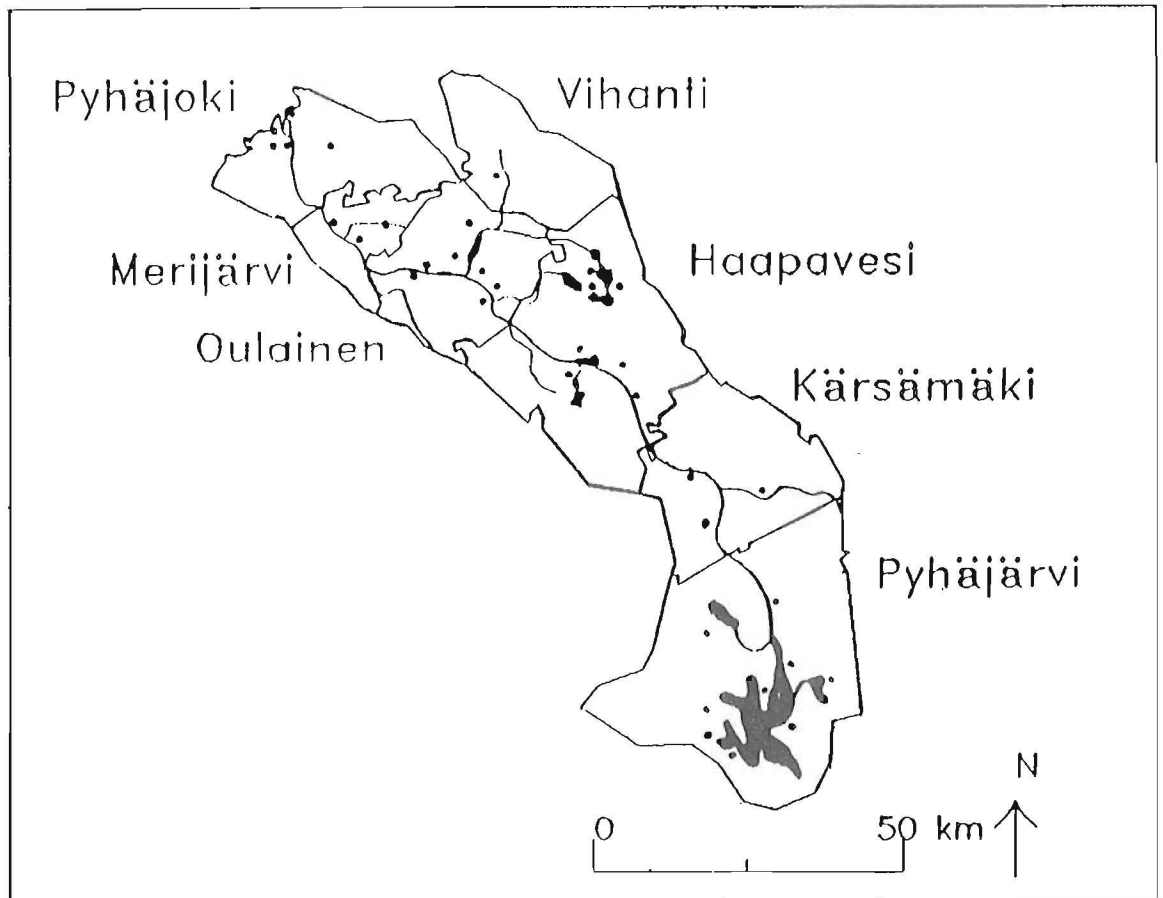 Pyhäjoki
Vihanti
Merijärvi
Haapavesi
Oulainen
Kärsämäki
Pyhäjärvi
N
0 50 km